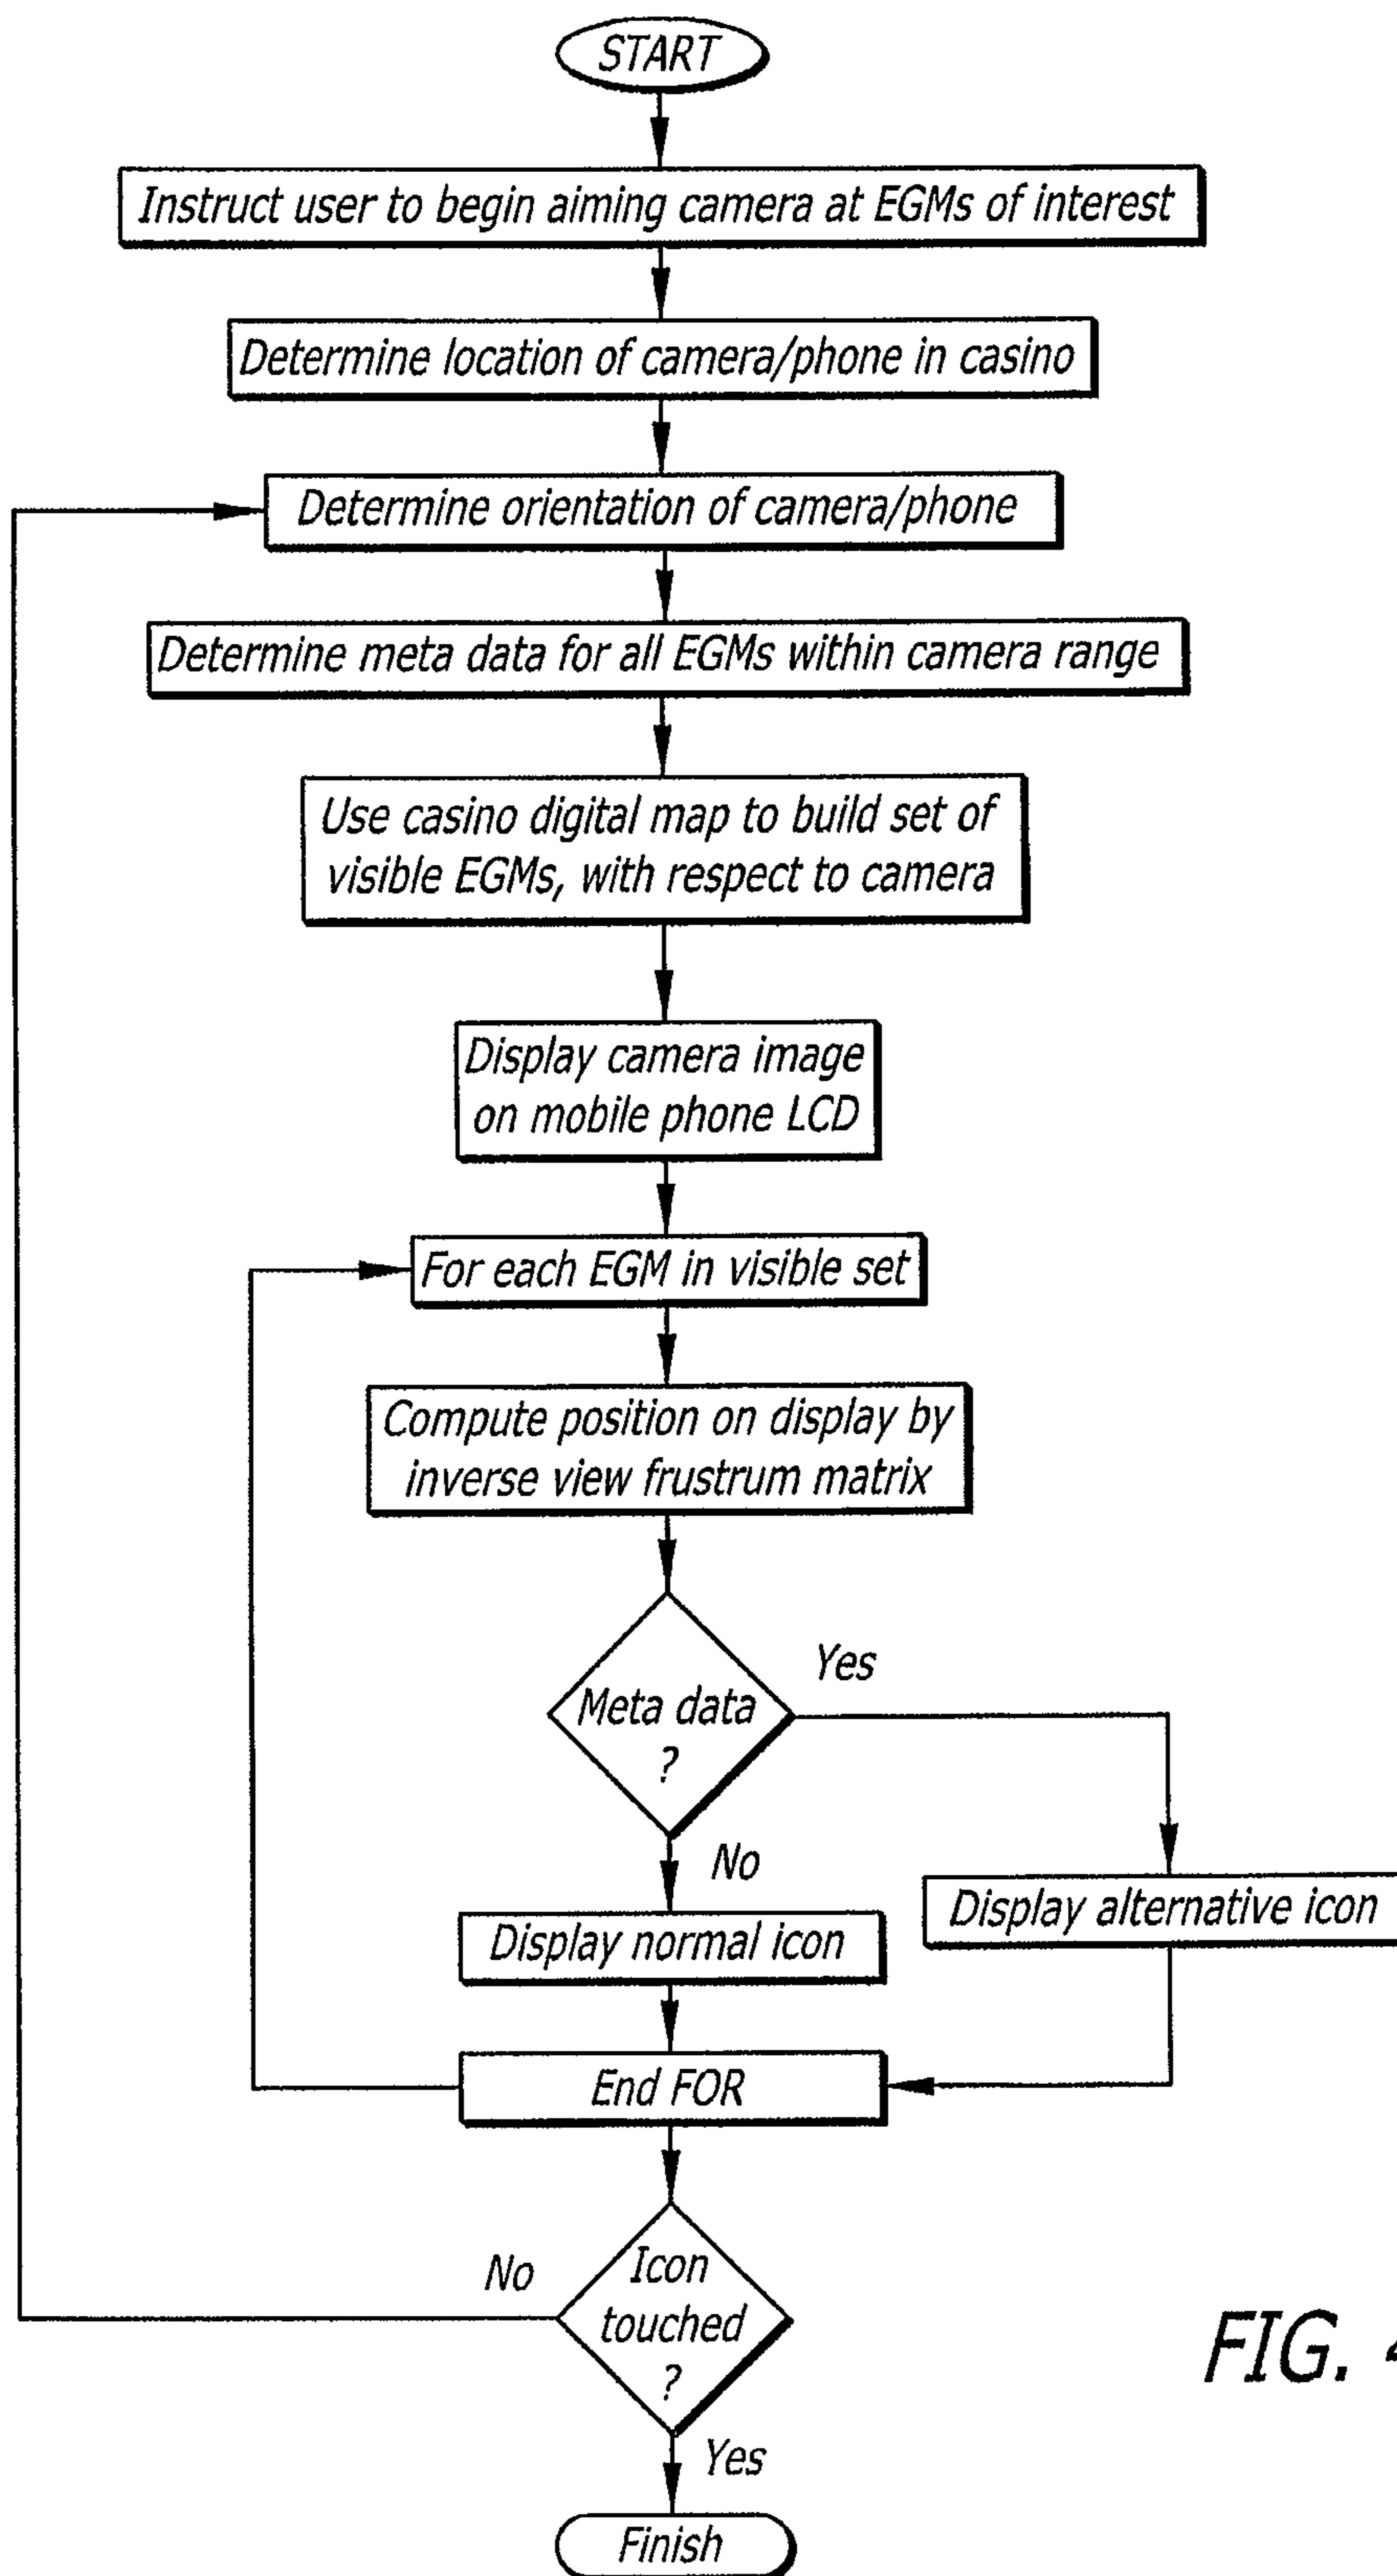 START
Instruct user to begin aiming camera at EGMs of interest
Determine location of camera/phone in casino
Determine orientation of camera/phone
Determine meta data for all EGMs within camera range
Use casino digital map to build set of
visible EGMs, with respect to camera
Display camera image
on mobile phone LCD
For each EGM in visible set
Compute position on display by
inverse view frustrum matrix
Yes
Meta data
?
No
Display alternative icon
Display normal icon
End FOR
No
Icon
touched
?
FIG. 4
Yes
Finish